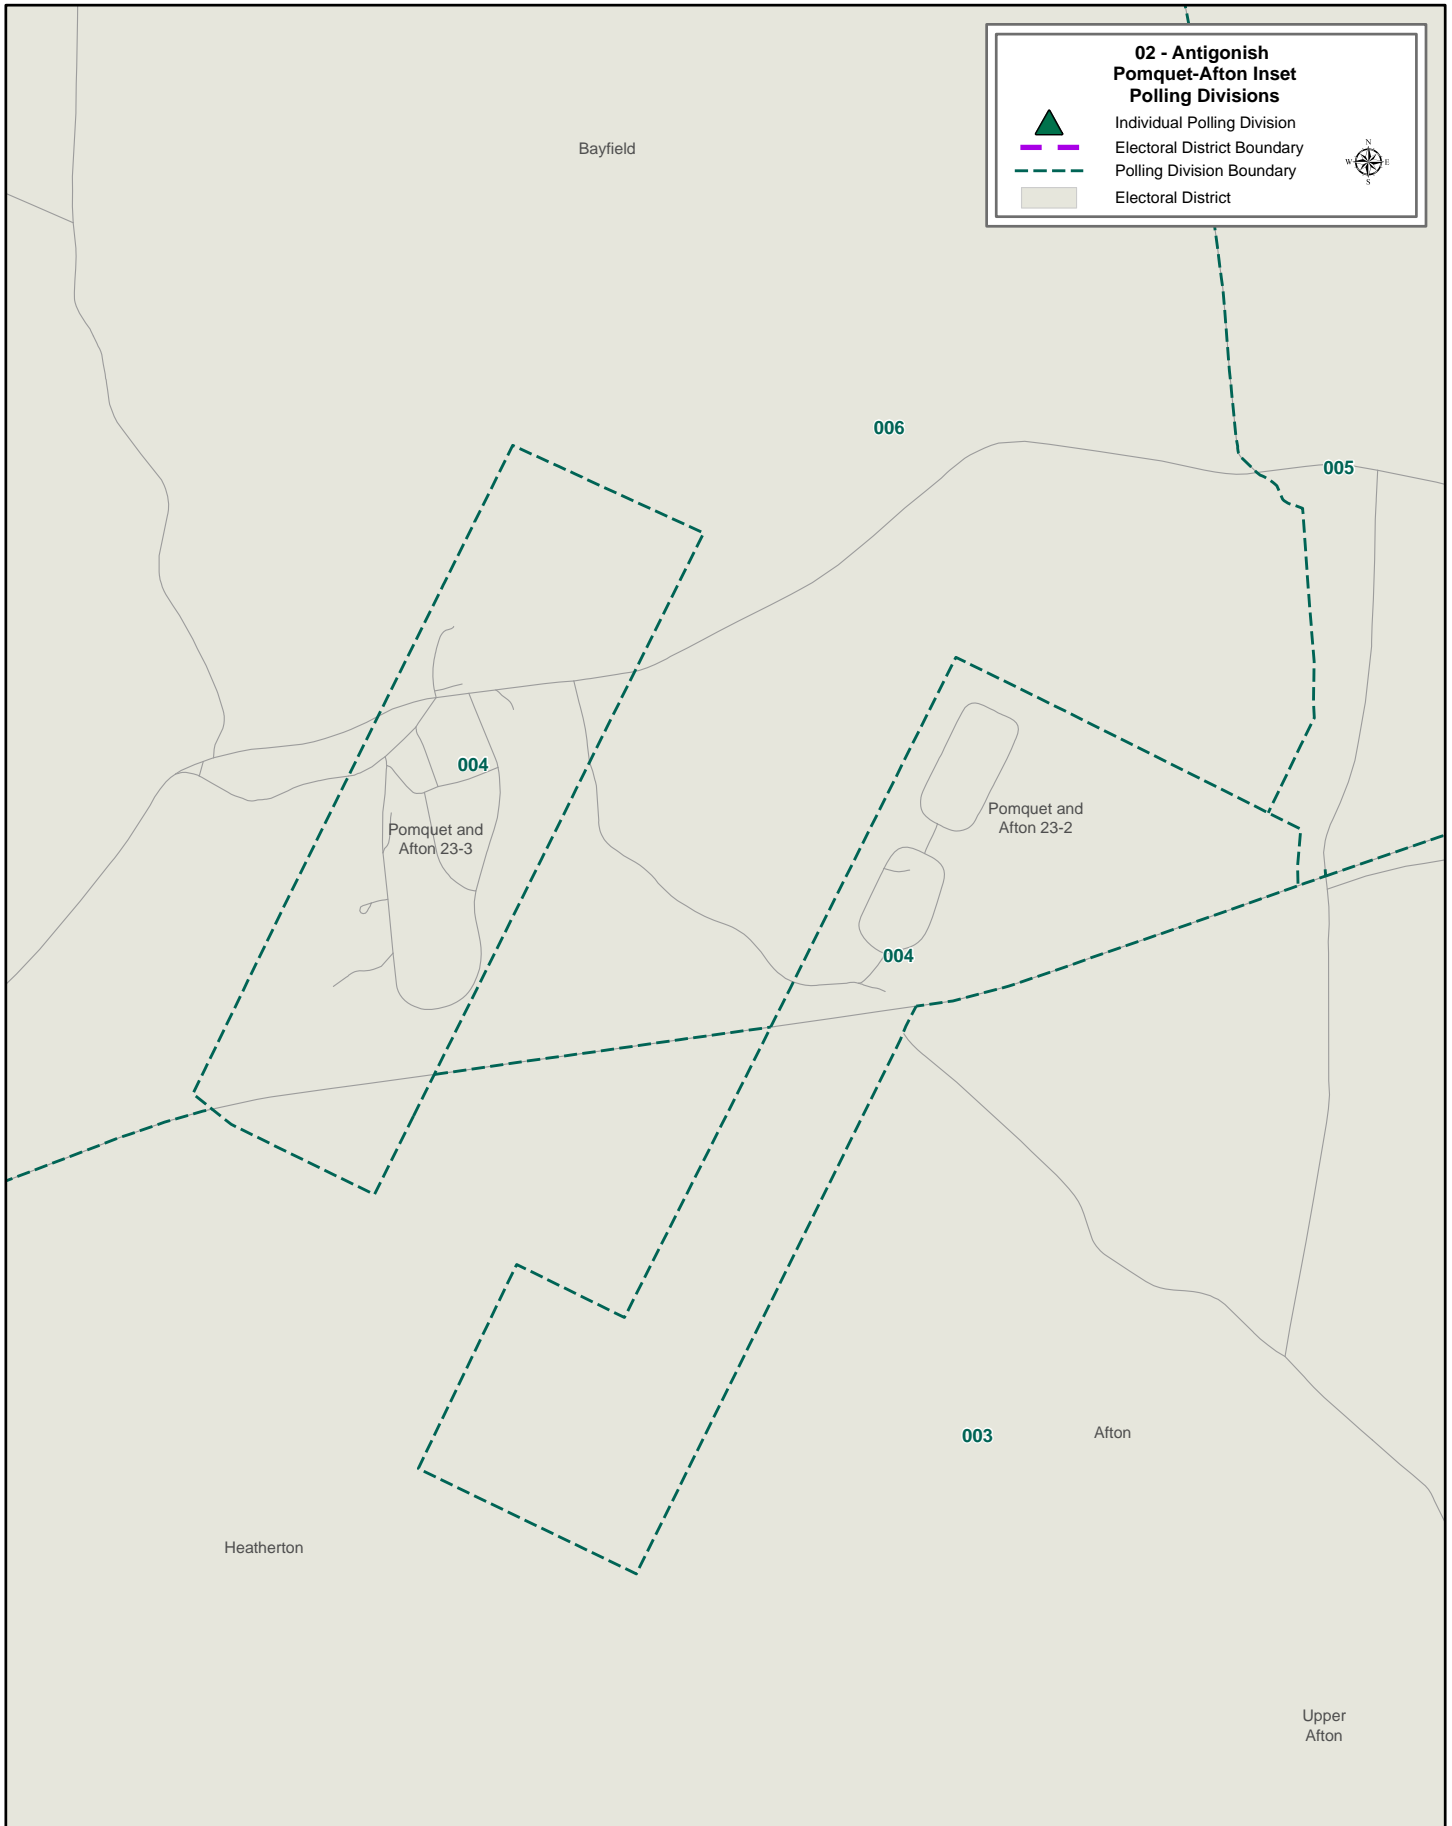 02 - Antigonish
Pomquet-Afton Inset
Polling Divisions
Individual Polling Division
Electoral District Boundary
Polling Division Boundary
Electoral District
N
W
E
S
Bayfield
006
005
004
Pomquet and
Afton 23-3
Pomquet and
Afton 23-2
004
003
Afton
Heatherton
Upper
Afton